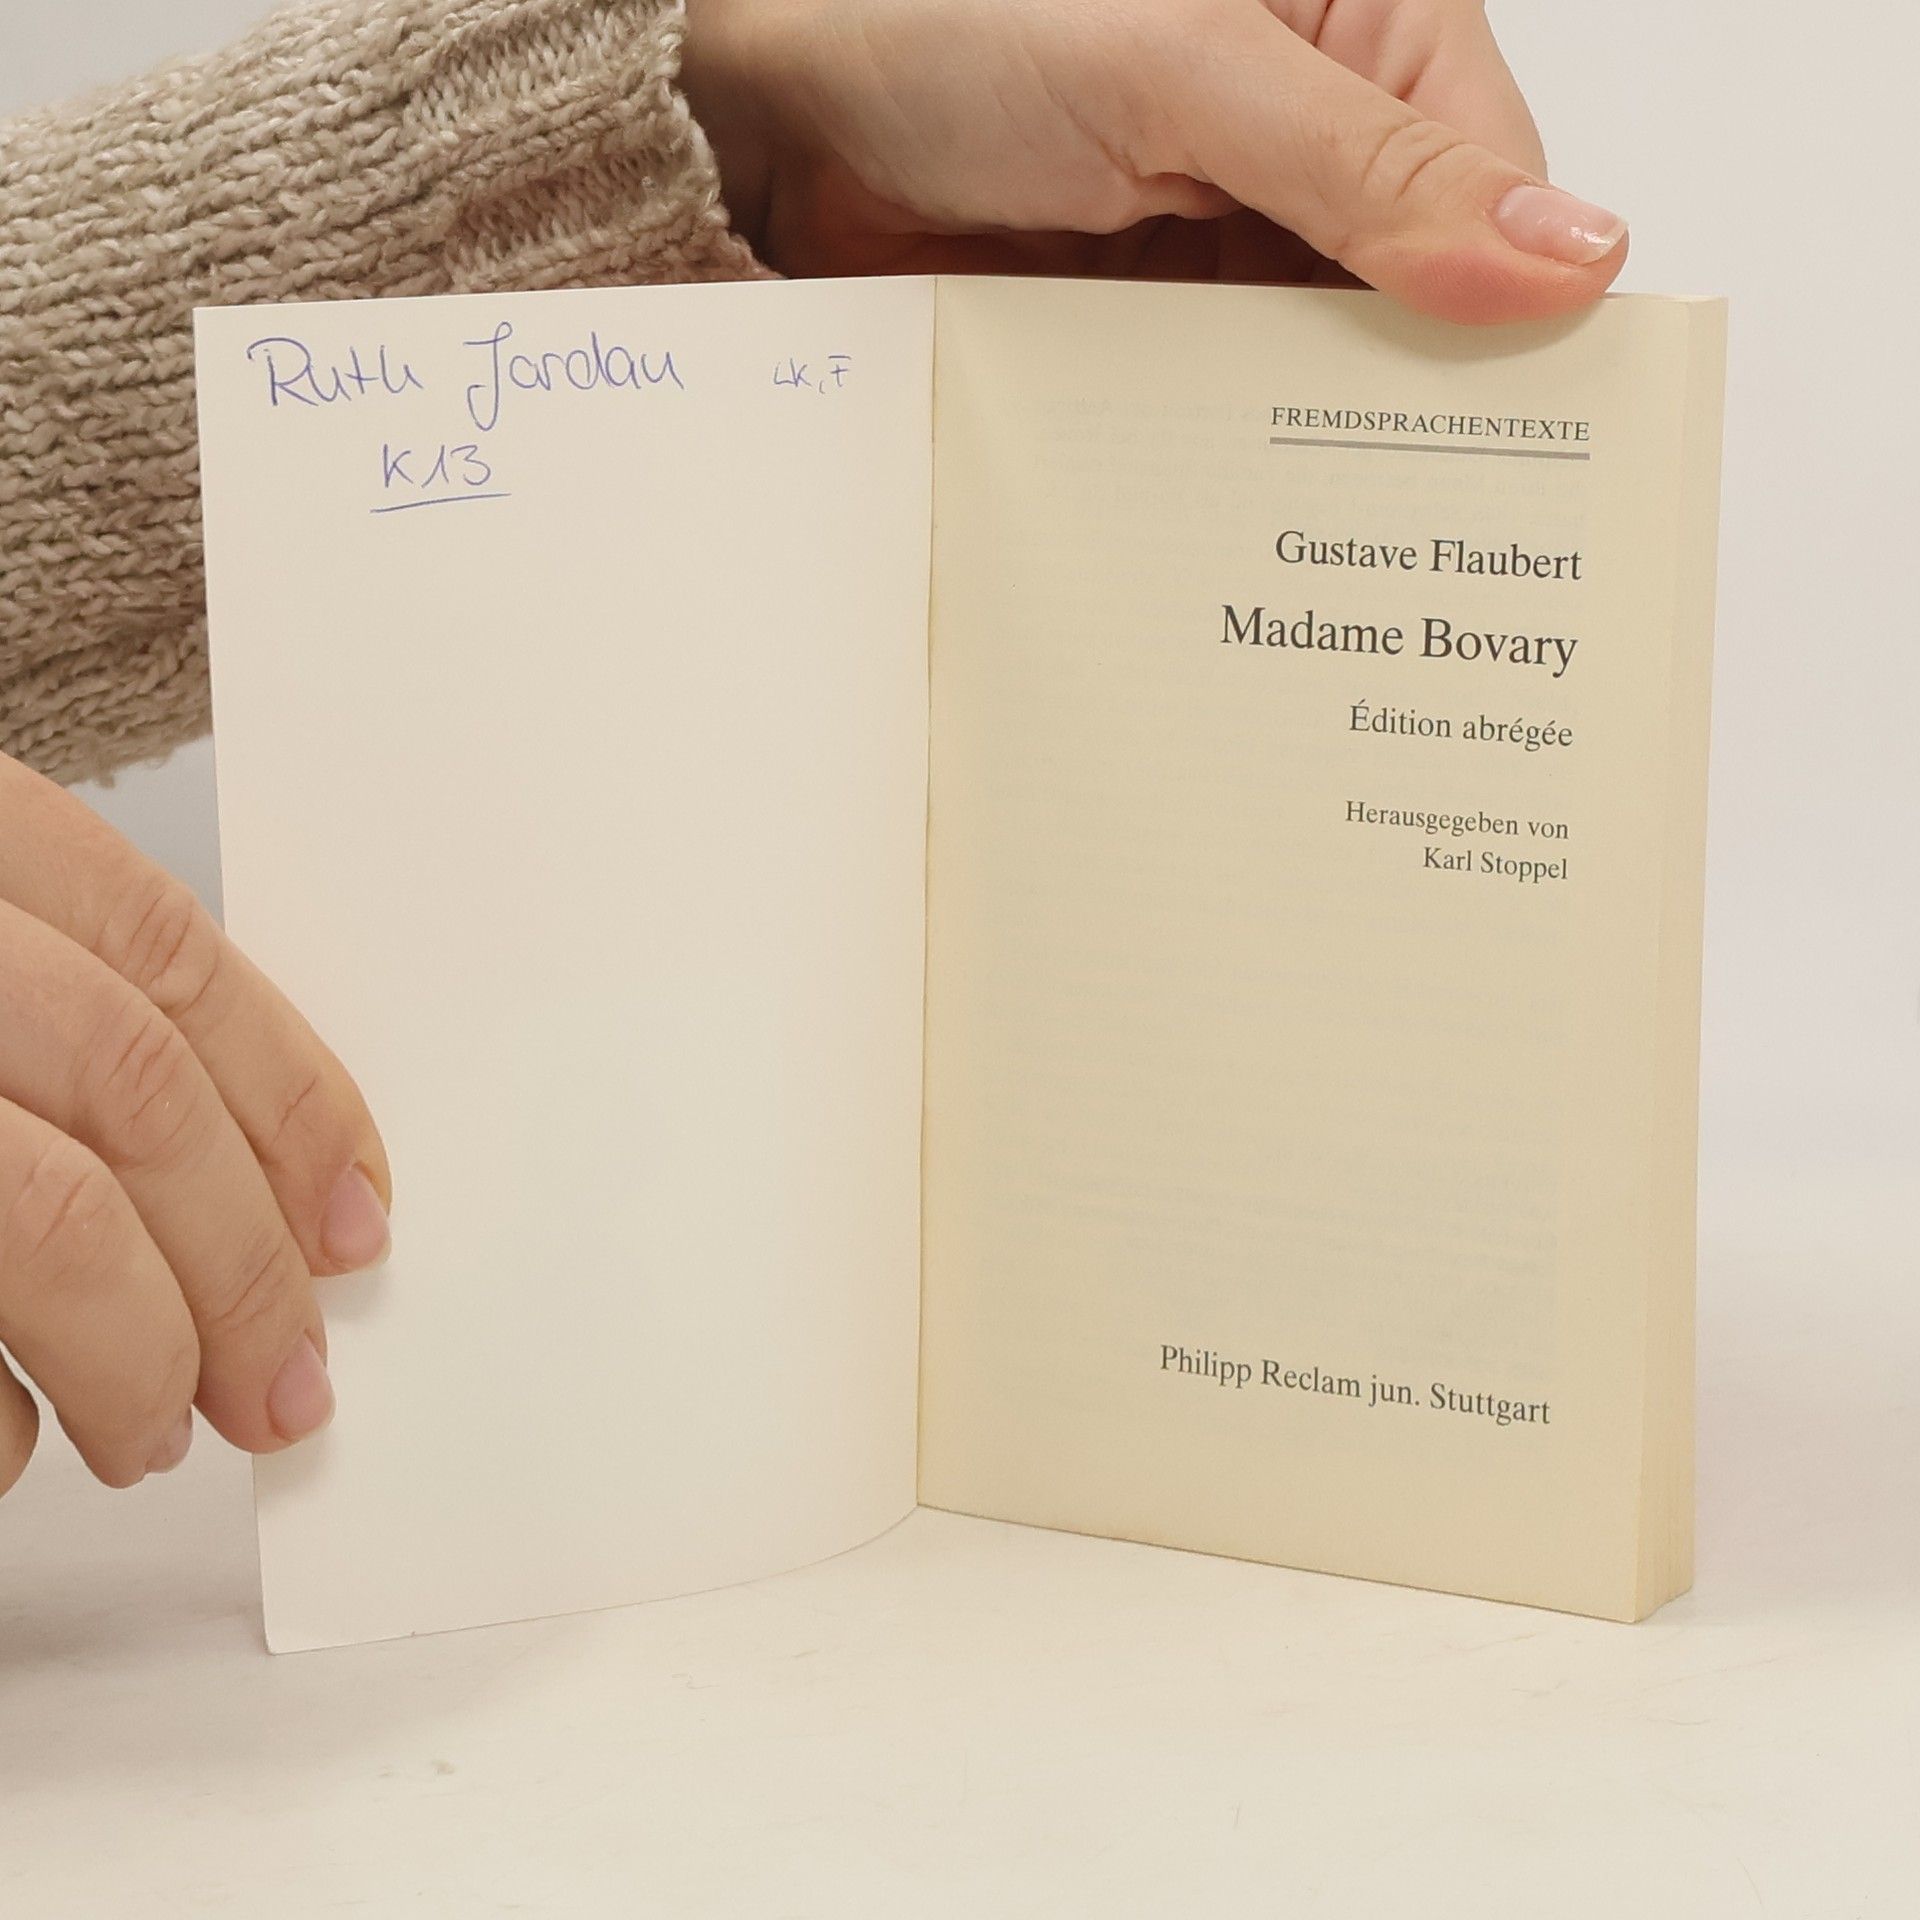 Ruth Jordan LK, F
K13
FREMDSPRACHENTEXTE
Gustave Flaubert
Madame Bovary
Édition abrégée
Herausgegeben von
Karl Stoppel
Philipp Reclam jun. Stuttgart